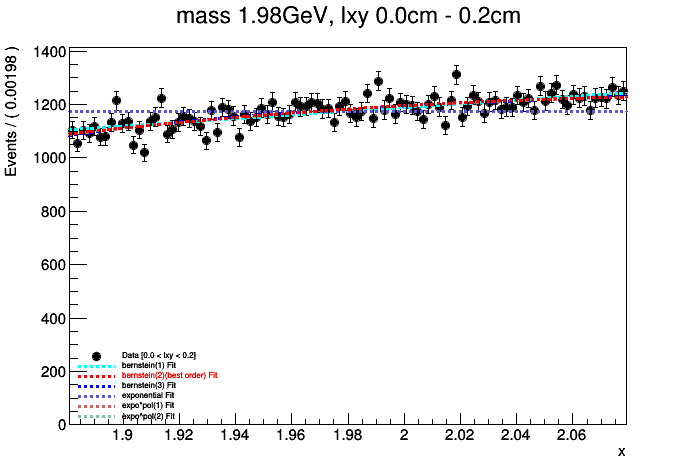 mass 1.98GeV, lxy 0.0cm - 0.2cm
Events / ( 0.00198 )
1400
1200
1000
800
600
400
200
0
Data [0.0 < lxy < 0.2]
bernstein(1) Fit
bernstein(2)(best order) Fit
bernstein(3) Fit
exponential Fit
expo*pol(1) Fit
expo*pol(2) Fit
1.9 1.92 1.94 1.96 1.98 2 2.02 2.04 2.06
x